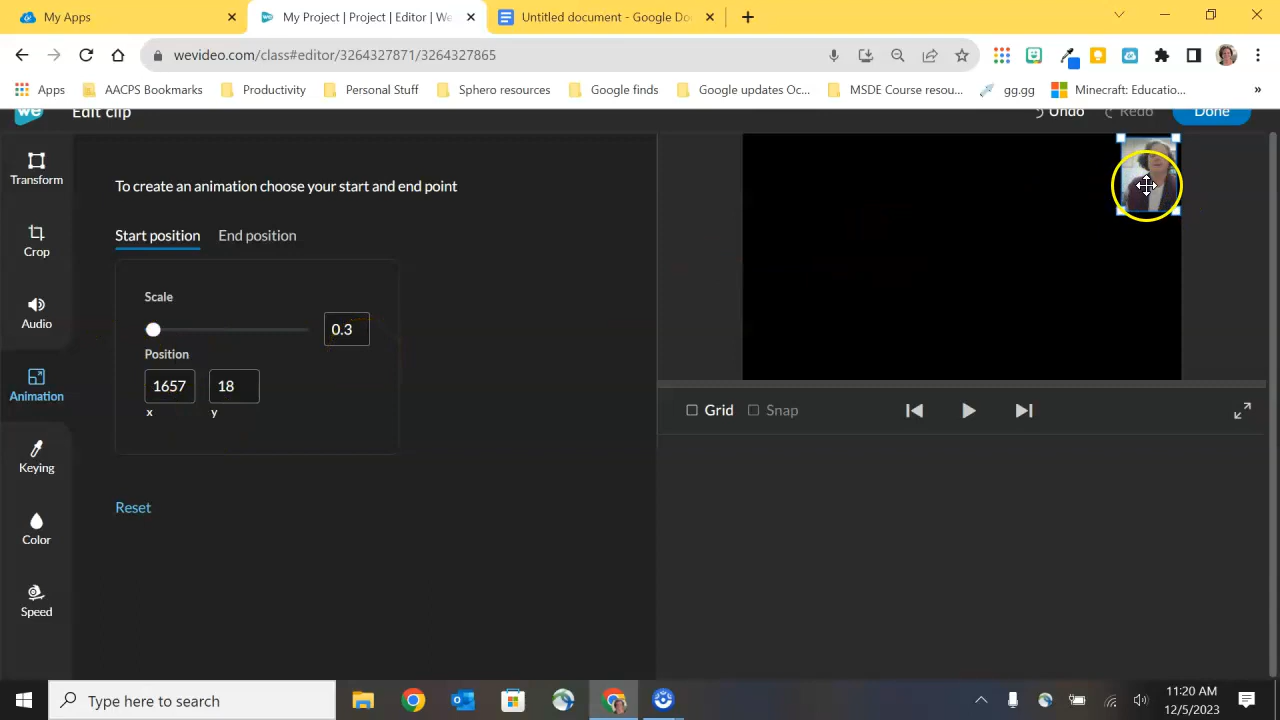 My Apps
My Project | Project | Editor | We
Untitled document - Google Do
wevideo.com/class#editor/3264327871/3264327865
Apps
AACPS Bookmarks
Productivity
Personal Stuff
Sphero resources
Google finds
Google updates Oc...
MSDE Course resou...
gg.gg
Minecraft: Educatio...
»
we
Edit clip
Undo
Redo
Done
Transform
Crop
Audio
Animation
Keying
Color
Speed
To create an animation choose your start and end point
Start position
End position
Scale
0.3
Position
1657
18
x
y
Reset
Grid
Snap
Type here to search
11:20 AM
12/5/2023